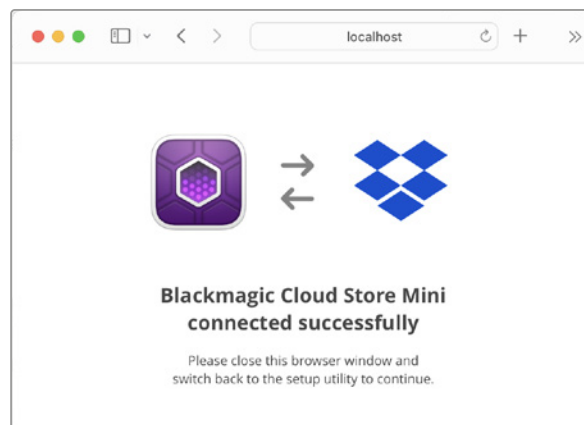 localhost
Blackmagic Cloud Store Mini
connected successfully
Please close this browser window and
switch back to the setup utility to continue.